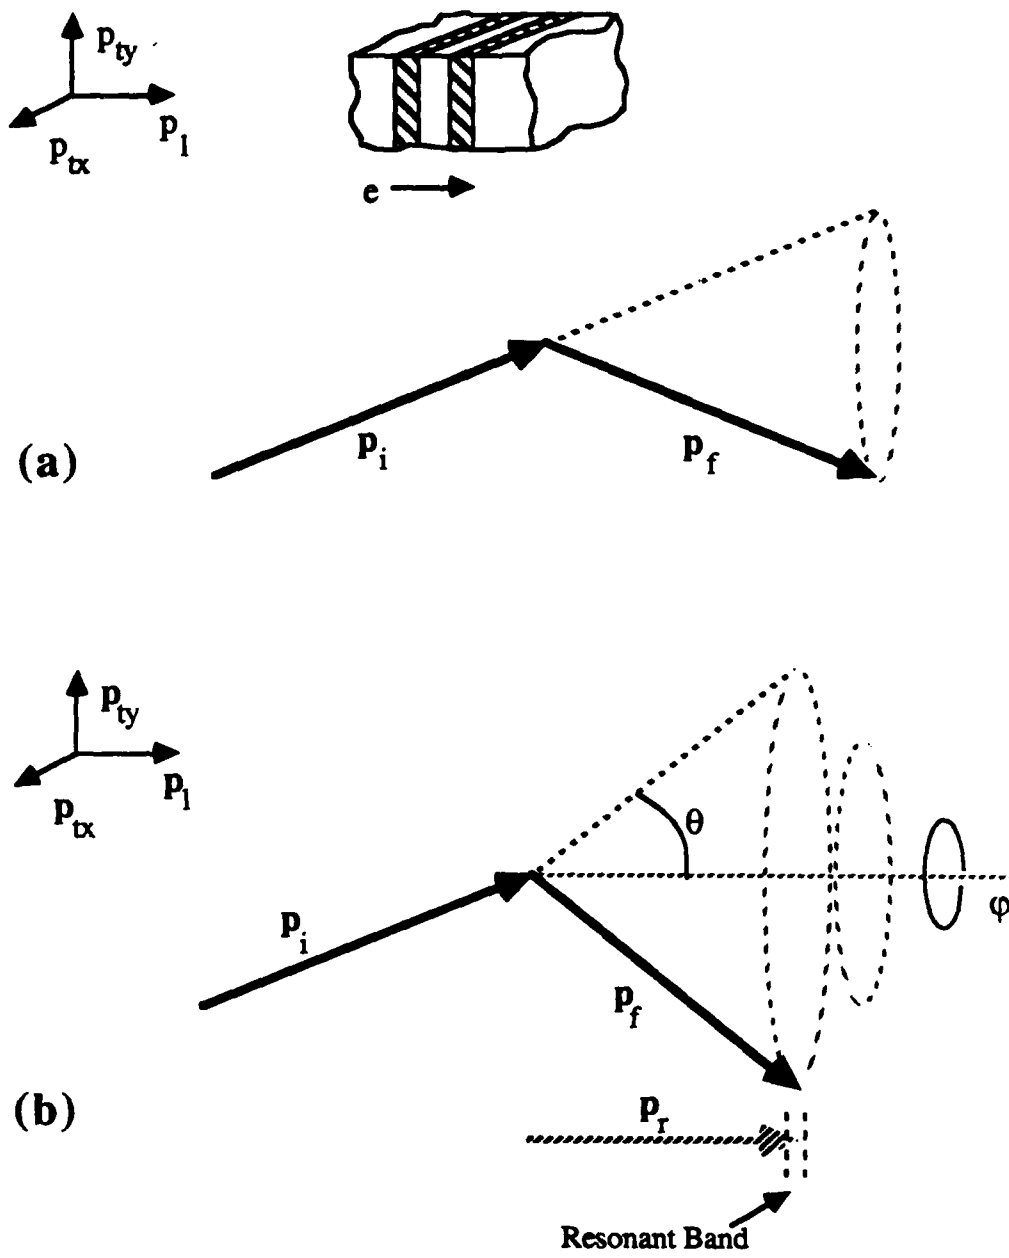 p_ty
p_l
p_tx
e
p_i
p_f
(a)
p_ty
p_l
p_tx
θ
φ
p_i
p_f
(b)
p_r
Resonant Band